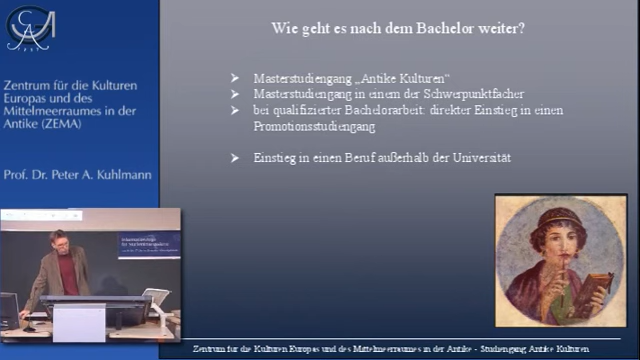 Wie geht es nach dem Bachelor weiter?
Zentrum für die Kulturen
Europas und des
Mittelmeerraumes in der
Antike (ZEMA)
Prof. Dr. Peter A. Kuhlmann
Masterstudiengang „Antike Kulturen“
Masterstudiengang in einem der Schwerpunktfächer
bei qualifizierter Bachelorarbeit: direkter Einstieg in einen
Promotionsstudiengang
Einstieg in einen Beruf außerhalb der Universität
Zentrum für die Kulturen Europas und des Mittelmeerraumes in der Antike - Studiengang Antike Kulturen